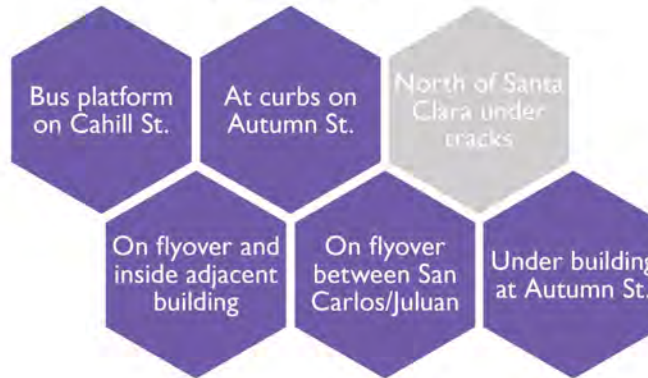 Bus platform
on Cahill St.
At curbs on
Autumn St.
North of Santa
Clara under
tracks
On flyover and
inside adjacent
building
On flyover
between San
Carlos/Juluan
Under building
at Autumn St.